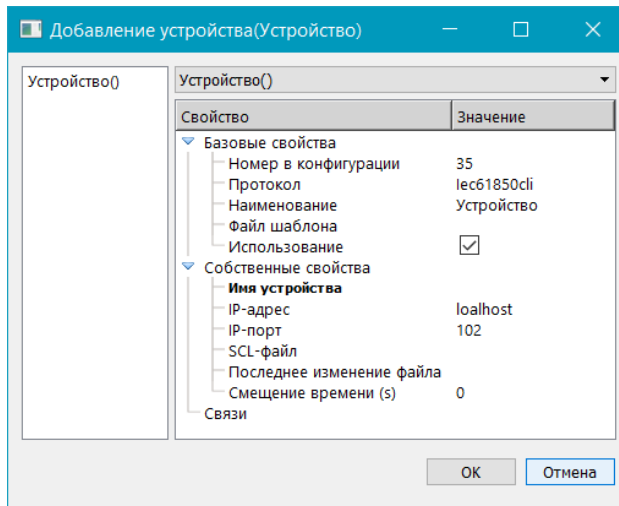 Добавление устройства(Устройство)
Устройство()
Устройство()
Свойство Значение
Базовые свойства
Номер в конфигурации 35
Протокол Iec61850cli
Наименование Устройство
Файл шаблона
Использование
Собственные свойства
Имя устройства
IP-адрес loalhost
IP-порт 102
SCL-файл
Последнее изменение файла
Смещение времени (s) 0
Связи
OK Отмена